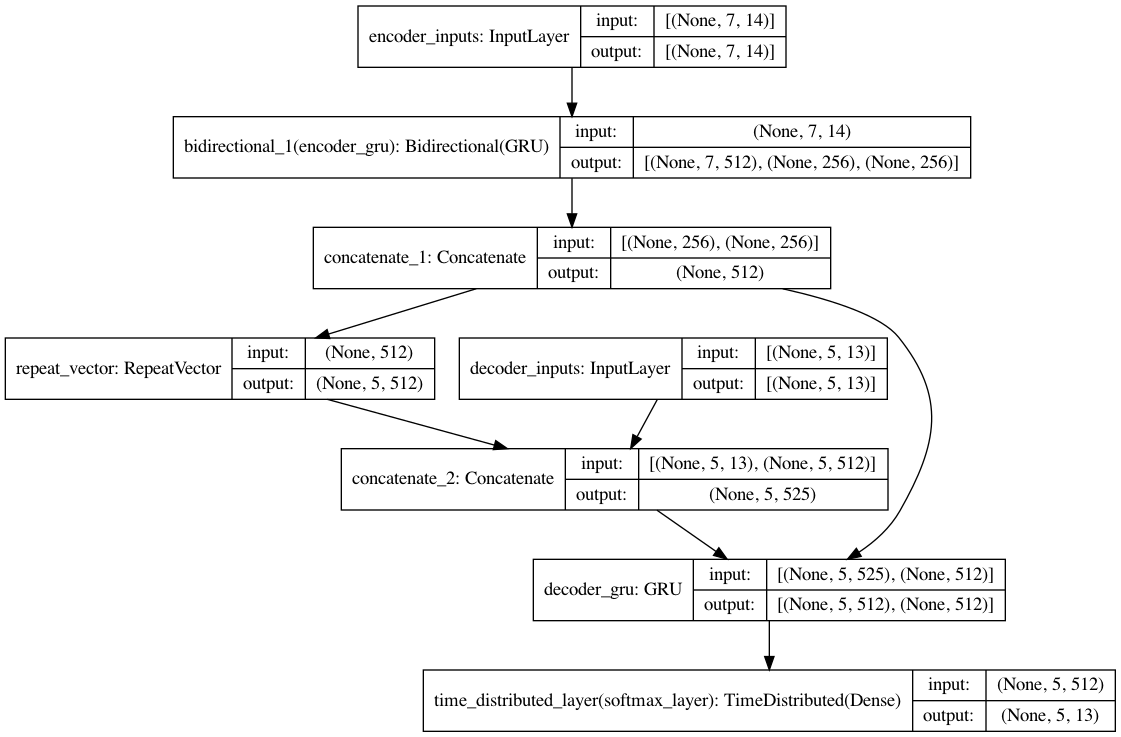 encoder_inputs: InputLayer
input: [(None, 7, 14)]
output: [(None, 7, 14)]
bidirectional_1(encoder_gru): Bidirectional(GRU)
input: (None, 7, 14)
output: [(None, 7, 512), (None, 256), (None, 256)]
concatenate_1: Concatenate
input: [(None, 256), (None, 256)]
output: (None, 512)
repeat_vector: RepeatVector
input: (None, 512)
output: (None, 5, 512)
decoder_inputs: InputLayer
input: [(None, 5, 13)]
output: [(None, 5, 13)]
concatenate_2: Concatenate
input: [(None, 5, 13), (None, 5, 512)]
output: (None, 5, 525)
decoder_gru: GRU
input: [(None, 5, 525), (None, 512)]
output: [(None, 5, 512), (None, 512)]
time_distributed_layer(softmax_layer): TimeDistributed(Dense)
input: (None, 5, 512)
output: (None, 5, 13)